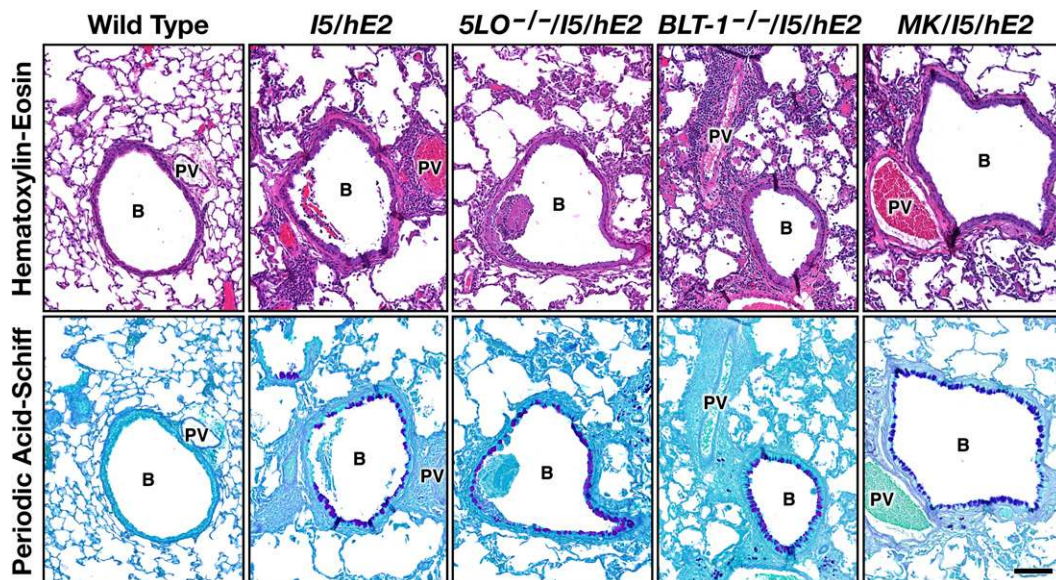 Wild Type
I5/hE2
5LO−/−/I5/hE2
BLT-1−/−/I5/hE2
MK/I5/hE2
Hematoxylin-Eosin
B
PV
B
PV
B
PV
B
PV
B
Periodic Acid-Schiff
PV
B
B
PV
B
PV
B
PV
B